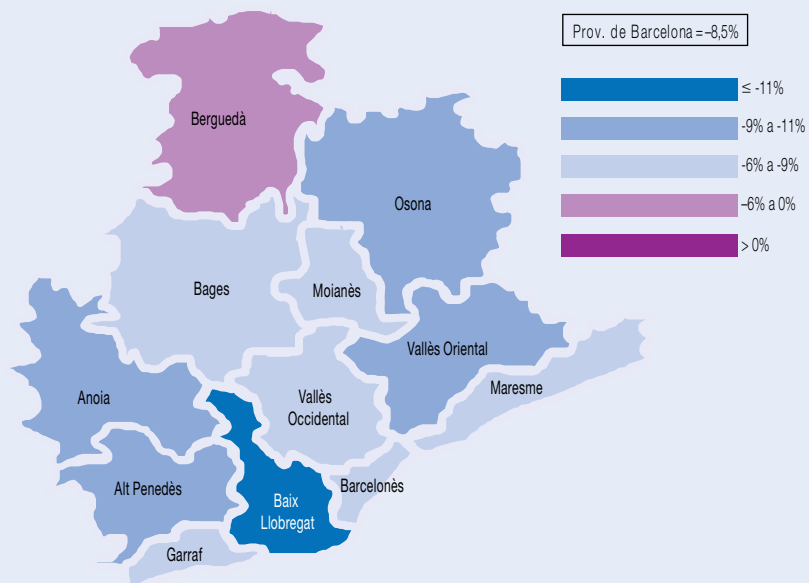 Prov. de Barcelona = –8,5%
≤ -11%
-9% a -11%
-6% a -9%
–6% a 0%
> 0%
Berguedà
Osona
Bages
Moianès
Vallès Oriental
Maresme
Anoia
Vallès
Occidental
Alt Penedès
Barcelonès
Baix
Llobregat
Garraf